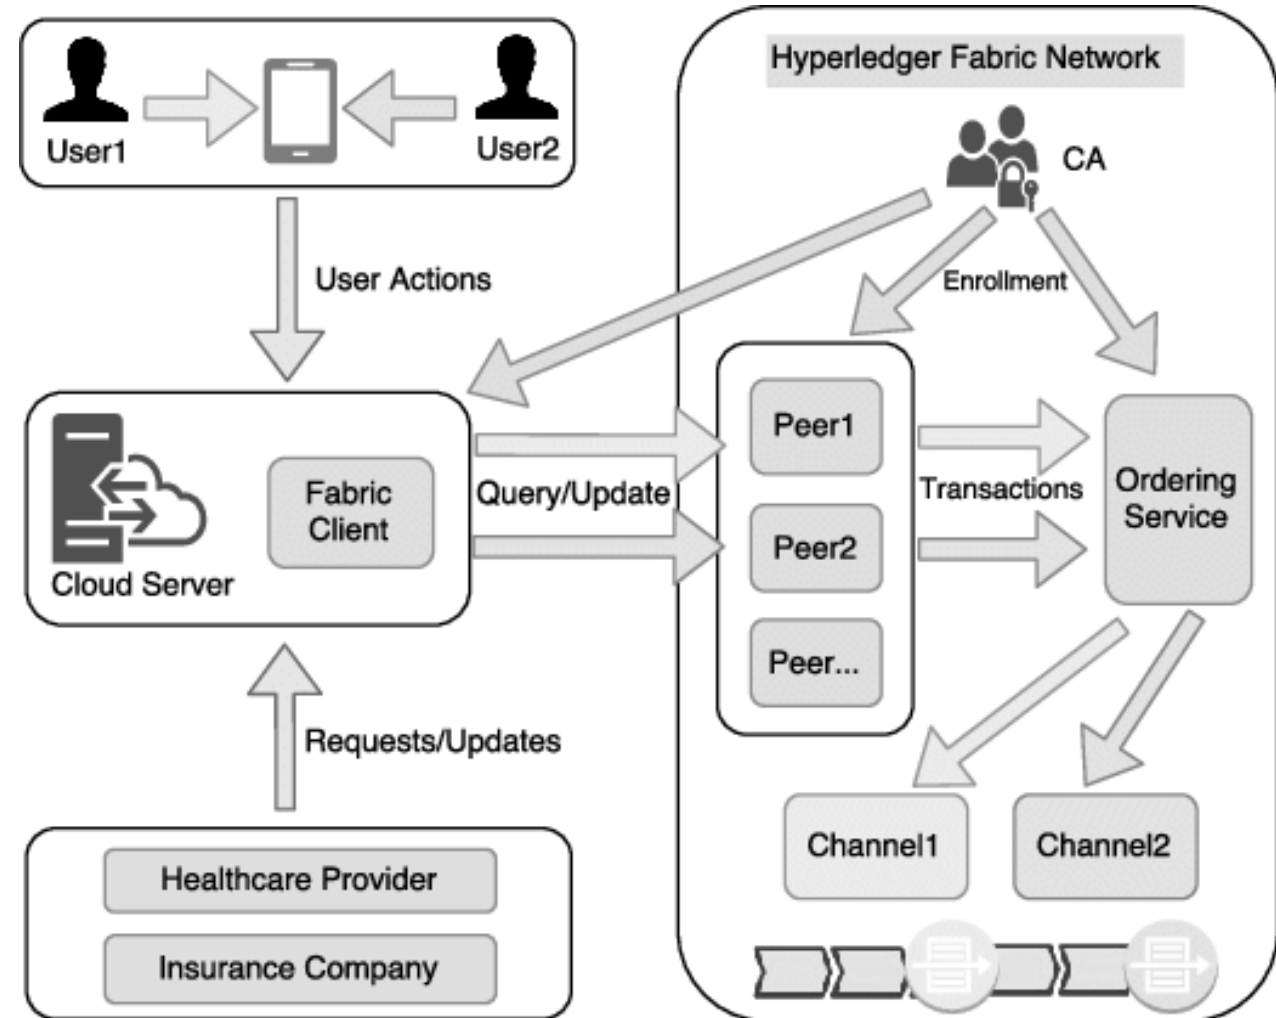 User1
User2
Hyperledger Fabric Network
CA
User Actions
Enrollment
Fabric
Client
Cloud Server
Query/Update
Peer1
Peer2
Peer...
Transactions
Ordering
Service
Requests/Updates
Healthcare Provider
Insurance Company
Channel1
Channel2